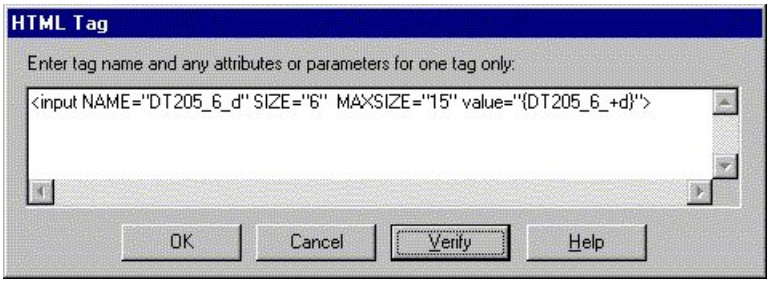 HTML Tag
Enter tag name and any attributes or parameters for one tag only:
<input NAME="DT205_6_d" SIZE="6"  MAXSIZE="15" value="{DT205_6_+d}">
OK Cancel Verify Help